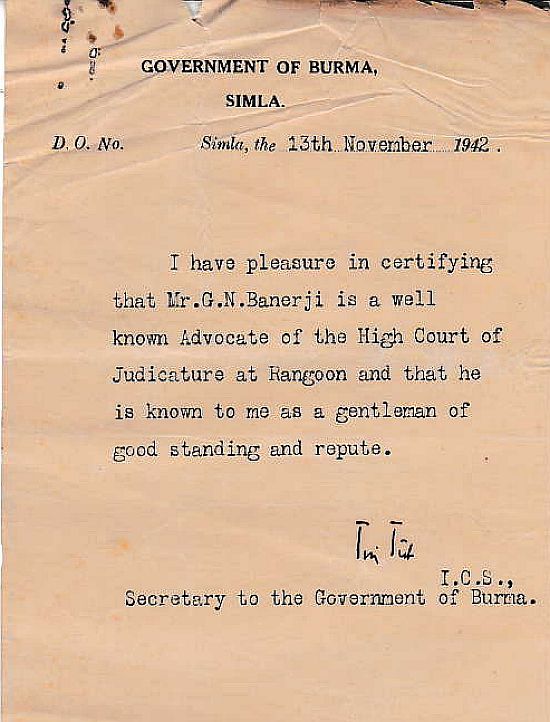 GOVERNMENT OF BURMA,
SIMLA.
D. O. No. Simla, the 13th November 1942.
I have pleasure in certifying
that Mr.G.N.Banerji is a well
known Advocate of the High Court of
Judicature at Rangoon and that he
is known to me as a gentleman of
good standing and repute.
Tin Tut
I.C.S.,
Secretary to the Government of Burma.